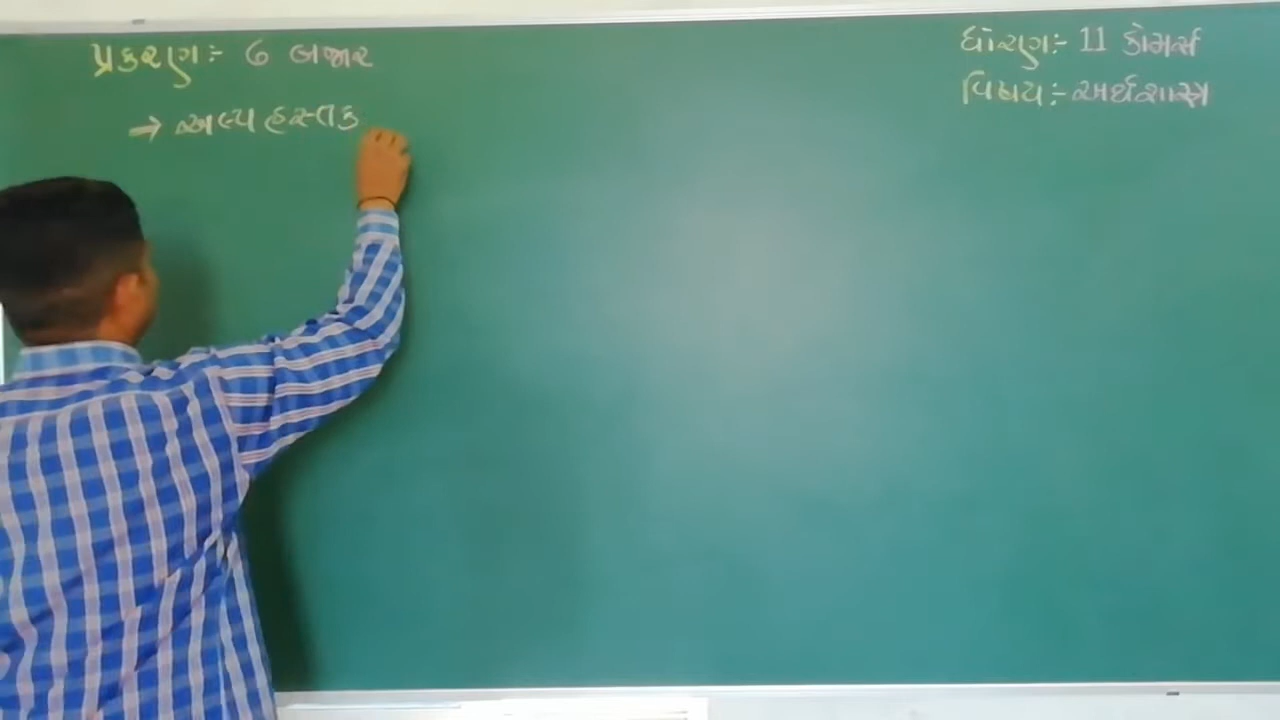 પ્રકરણ:- 6 બજાર
→ અલ્પ હસ્તક
ધોરણ:- 11 કોમર્સ
વિષય:- અર્થશાસ્ત્ર